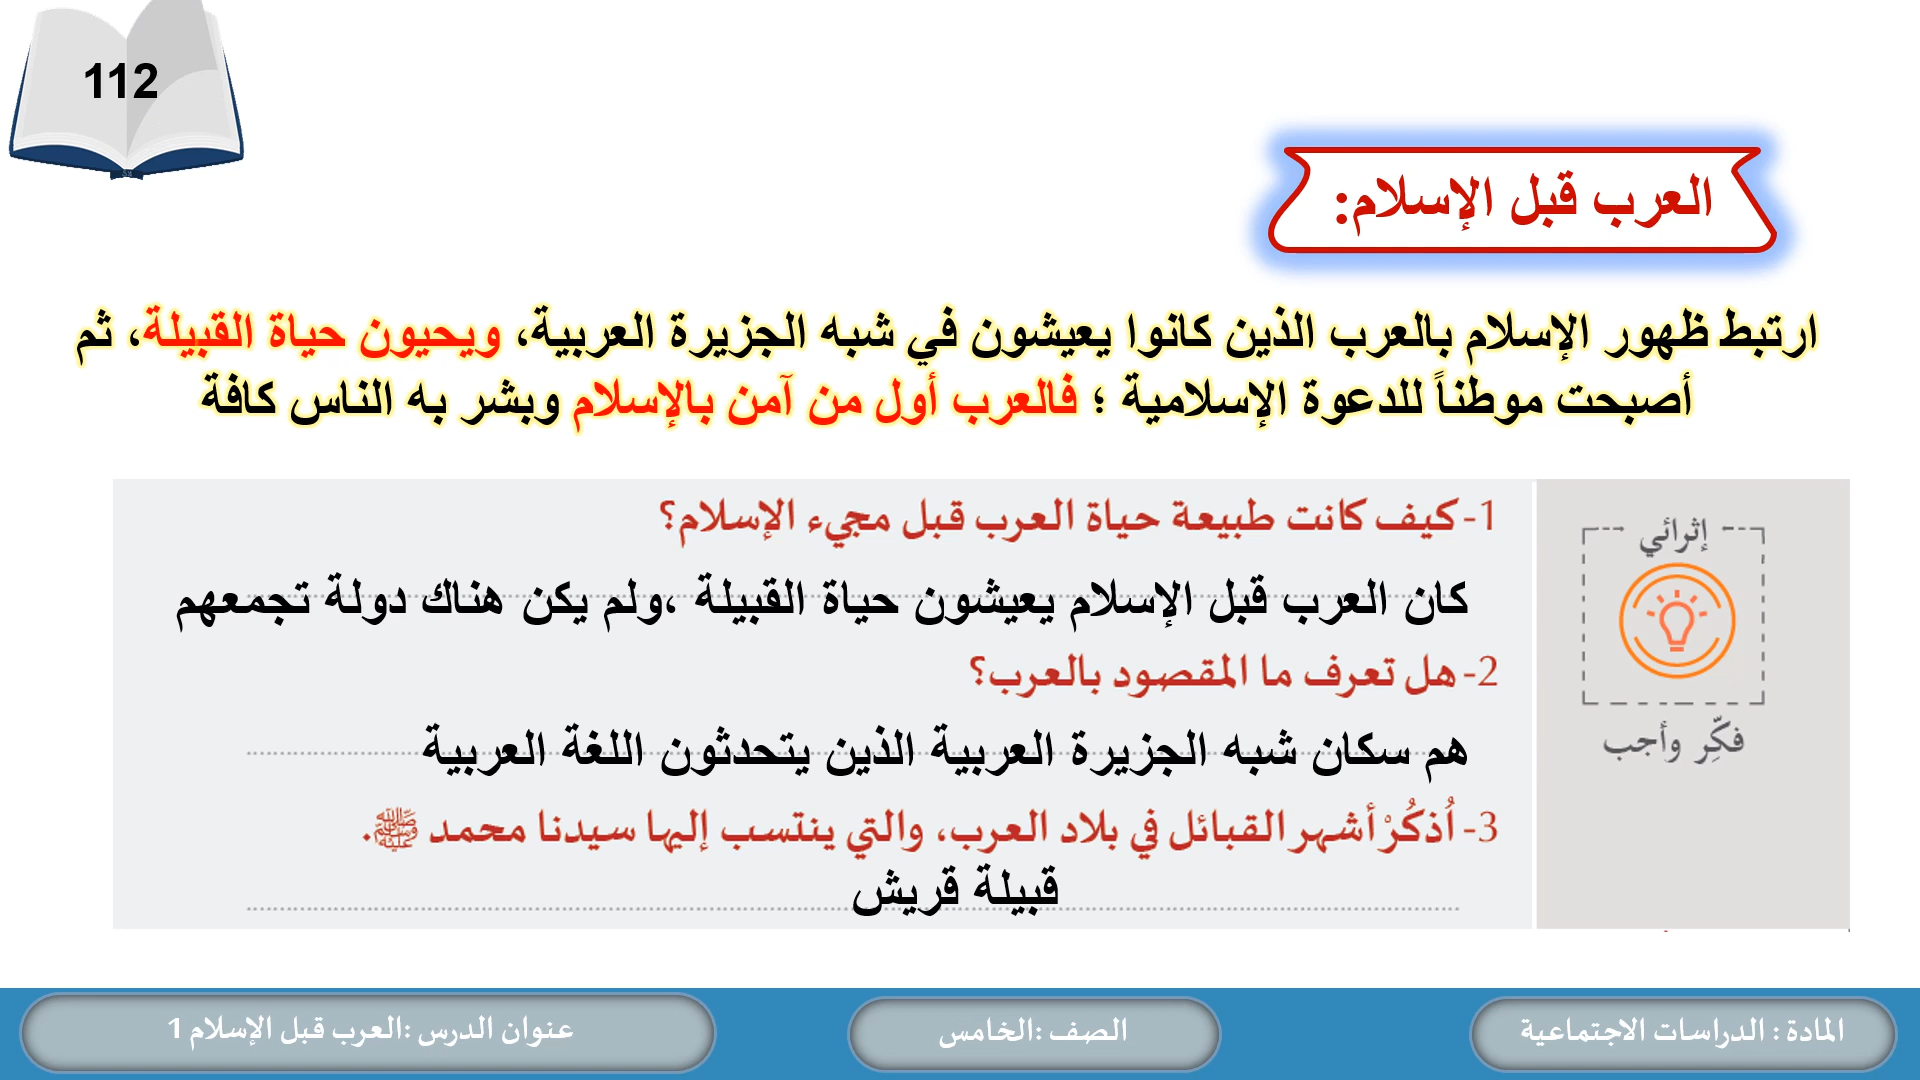 112
العرب قبل الإسلام:
ارتبط ظهور الإسلام بالعرب الذين كانوا يعيشون في شبه الجزيرة العربية، ويحيون حياة القبيلة، ثم
أصبحت موطناً للدعوة الإسلامية ؛ فالعرب أول من آمن بالإسلام وبشر به الناس كافة
إثرائي
فكِّر وأجب
1- كيف كانت طبيعة حياة العرب قبل مجيء الإسلام؟
كان العرب قبل الإسلام يعيشون حياة القبيلة ،ولم يكن هناك دولة تجمعهم
2- هل تعرف ما المقصود بالعرب؟
هم سكان شبه الجزيرة العربية الذين يتحدثون اللغة العربية
3- اُذكُرْ أشهر القبائل في بلاد العرب، والتي ينتسب إليها سيدنا محمد ﷺ.
قبيلة قريش
المادة : الدراسات الاجتماعية
الصف :الخامس
عنوان الدرس :العرب قبل الإسلام 1